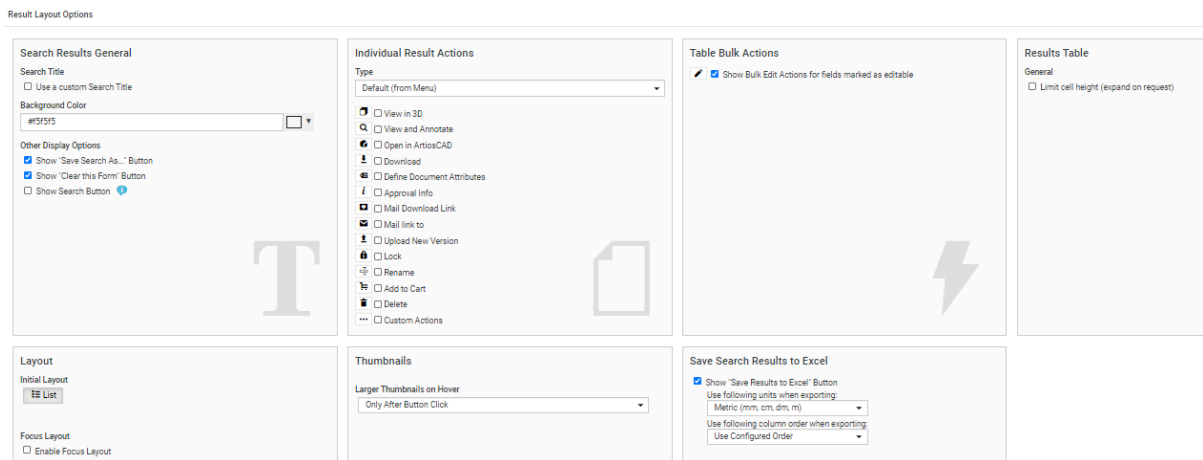 Result Layout Options
Search Results General
Search Title
Use a custom Search Title
Background Color
#f5f5f5
Other Display Options
Show "Save Search As..." Button
Show "Clear this Form" Button
Show Search Button
T
Individual Result Actions
Type
Default (from Menu)
View in 3D
View and Annotate
Open in ArtiosCAD
Download
Define Document Attributes
Approval Info
Mail Download Link
Mail link to
Upload New Version
Lock
Rename
Add to Cart
Delete
Custom Actions
Table Bulk Actions
Show Bulk Edit Actions for fields marked as editable
Results Table
General
Limit cell height (expand on request)
Layout
Initial Layout
List
Focus Layout
Enable Focus Layout
Thumbnails
Larger Thumbnails on Hover
Only After Button Click
Save Search Results to Excel
Show "Save Results to Excel" Button
Use following units when exporting:
Metric (mm, cm, dm, m)
Use following column order when exporting:
Use Configured Order